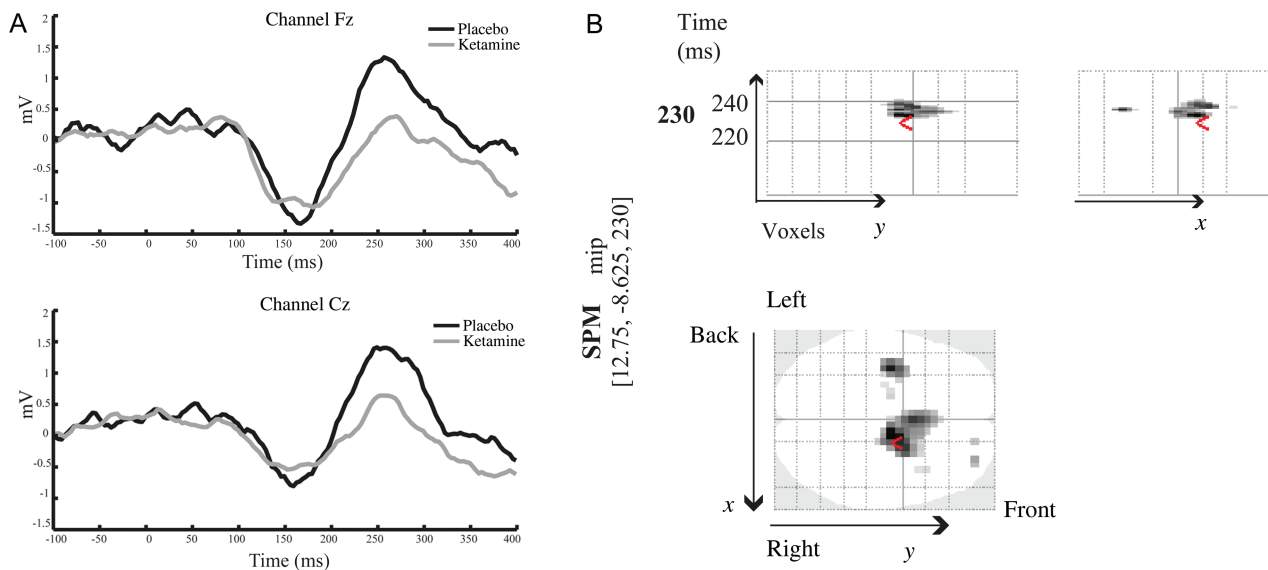 A
Channel Fz
Placebo
Ketamine
mV
2
1.5
1
0.5
0
-0.5
-1
-1.5
-100 -50 0 50 100 150 200 250 300 350 400
Time (ms)
Channel Cz
Placebo
Ketamine
mV
2
1.5
1
0.5
0
-0.5
-1
-1.5
-100 -50 0 50 100 150 200 250 300 350 400
Time (ms)
B
Time
(ms)
230
240
220
Voxels
y
x
SPM mip
[12.75, -8.625, 230]
Left
Back
x
Front
Right
y